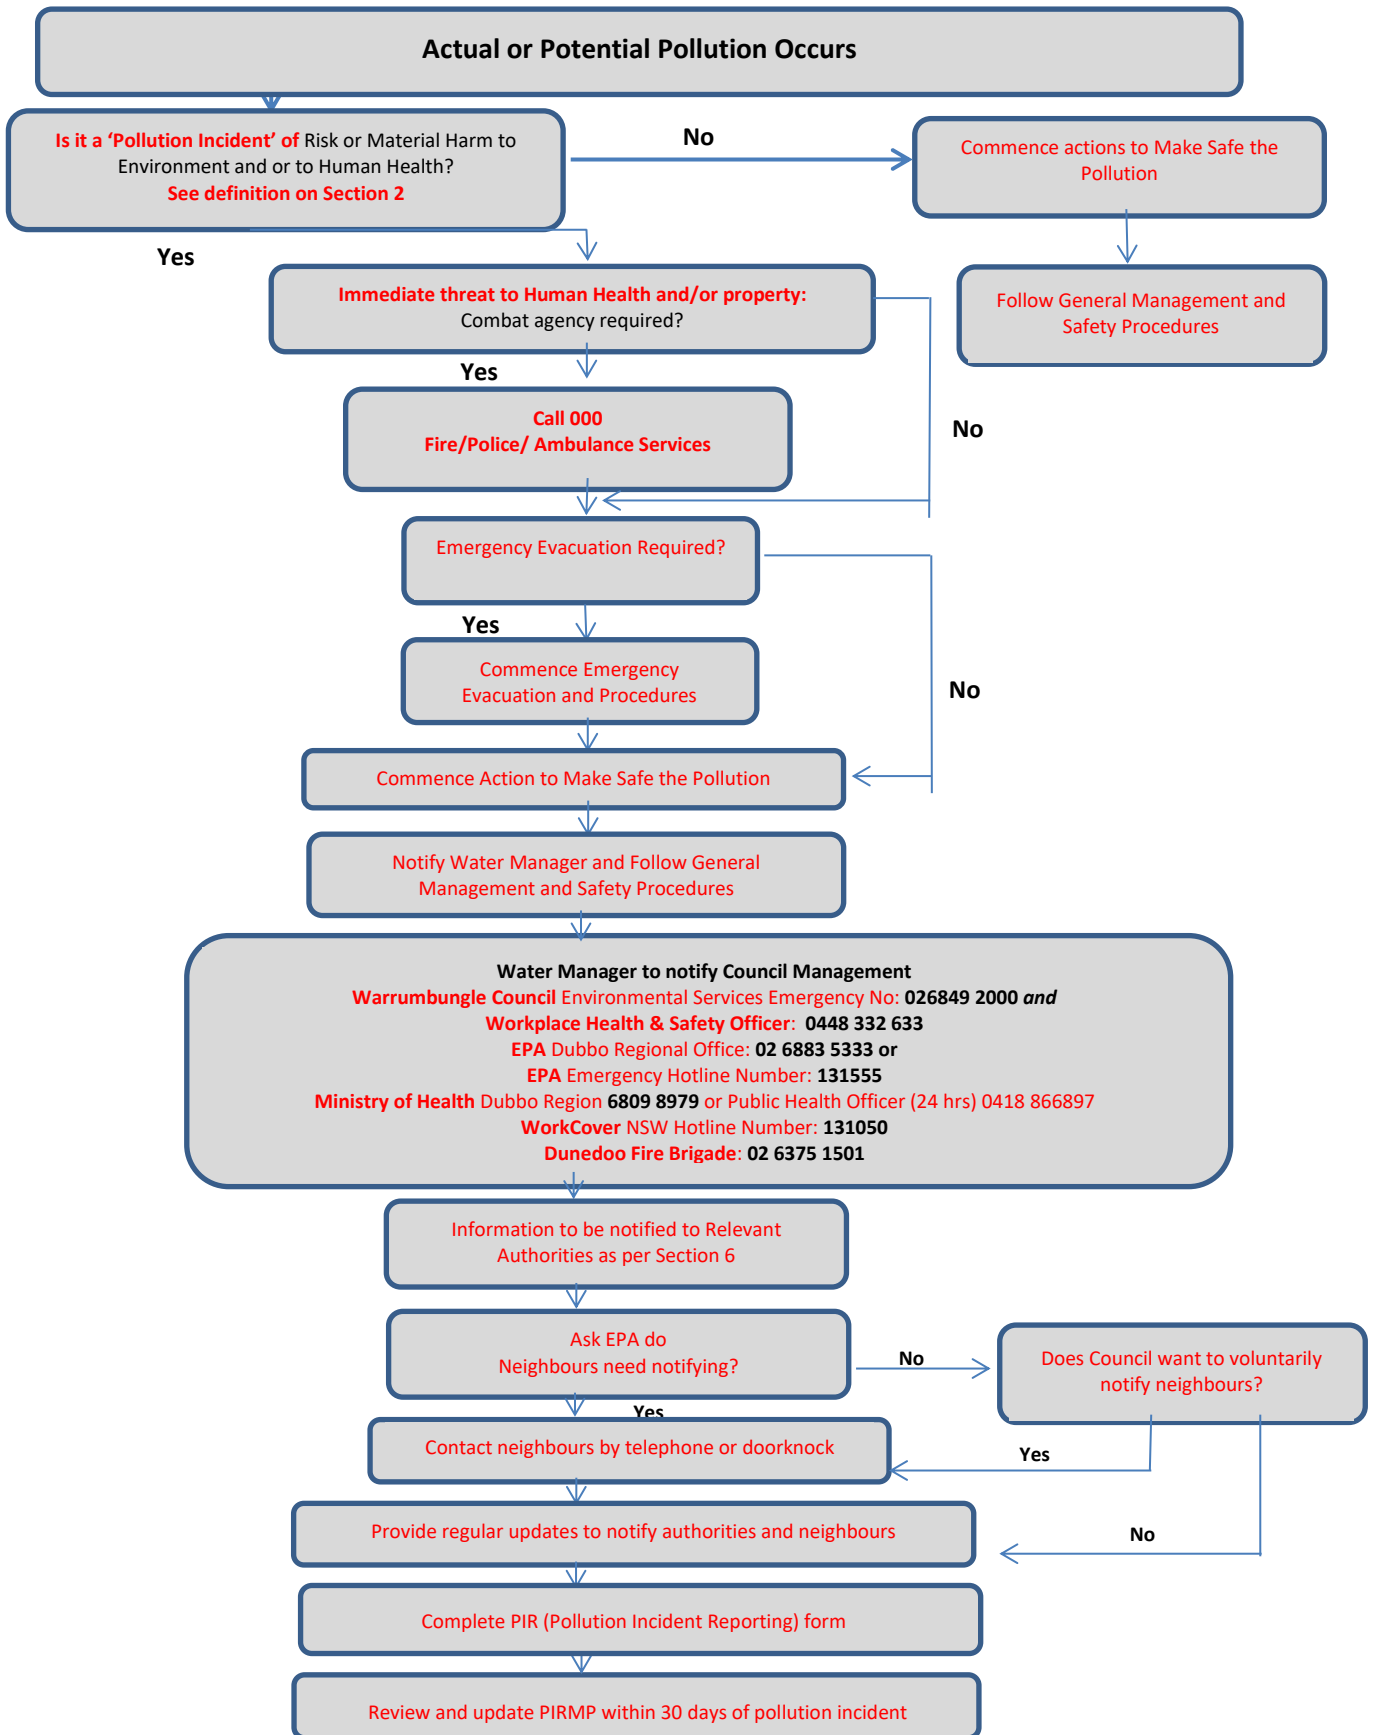 Actual or Potential Pollution Occurs
Is it a ‘Pollution Incident’ of Risk or Material Harm to
Environment and or to Human Health?
See definition on Section 2
No
Commence actions to Make Safe the
Pollution
Yes
Follow General Management and
Safety Procedures
Immediate threat to Human Health and/or property:
Combat agency required?
Yes
Call 000
Fire/Police/ Ambulance Services
No
Emergency Evacuation Required?
Yes
Commence Emergency
Evacuation and Procedures
No
Commence Action to Make Safe the Pollution
Notify Water Manager and Follow General
Management and Safety Procedures
Water Manager to notify Council Management
Warrumbungle Council Environmental Services Emergency No: 026849 2000 and
Workplace Health & Safety Officer: 0448 332 633
EPA Dubbo Regional Office: 02 6883 5333 or
EPA Emergency Hotline Number: 131555
Ministry of Health Dubbo Region 6809 8979 or Public Health Officer (24 hrs) 0418 866897
WorkCover NSW Hotline Number: 131050
Dunedoo Fire Brigade: 02 6375 1501
Information to be notified to Relevant
Authorities as per Section 6
Ask EPA do
Neighbours need notifying?
No
Does Council want to voluntarily
notify neighbours?
Yes
Contact neighbours by telephone or doorknock
Yes
Provide regular updates to notify authorities and neighbours
No
Complete PIR (Pollution Incident Reporting) form
Review and update PIRMP within 30 days of pollution incident